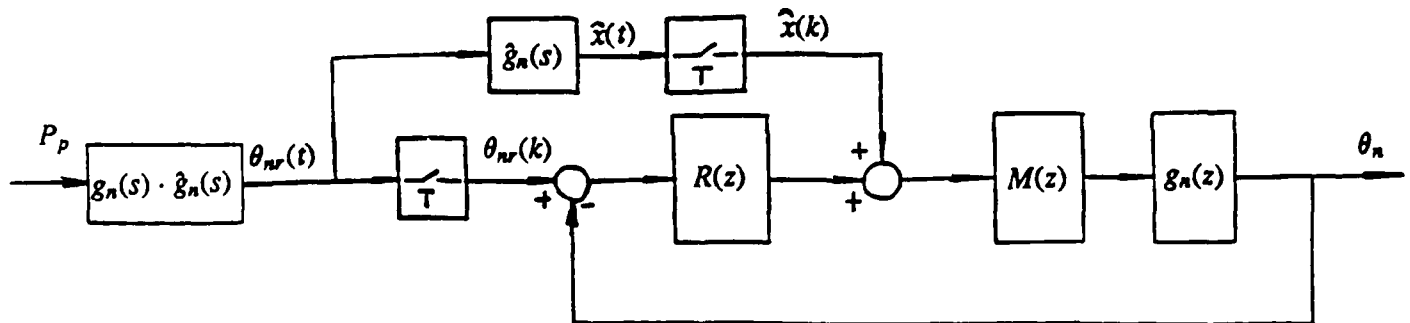 ĝₙ(s)
x̂(t)
T
x̂(k)
Pₚ
gₙ(s) · ĝₙ(s)
θₙᵣ(t)
T
θₙᵣ(k)
+
-
R(z)
+
+
M(z)
gₙ(z)
θₙ